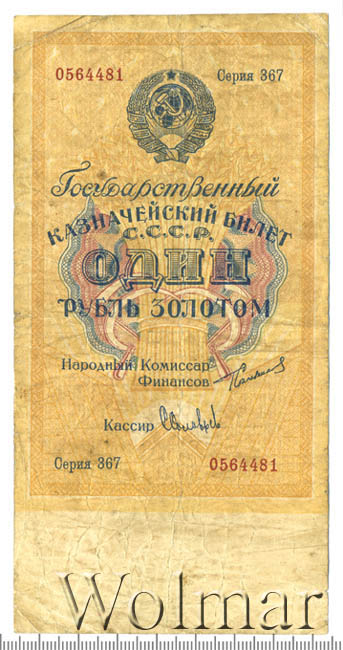 0564481 Серия 367
Государственный
КАЗНАЧЕЙСКИЙ БИЛЕТ
С.С.С.Р.
ОДИН
РУБЛЬ ЗОЛОТОМ
Народный Комиссар
Финансов
Кассир
Серия 367 0564481
Wolmar